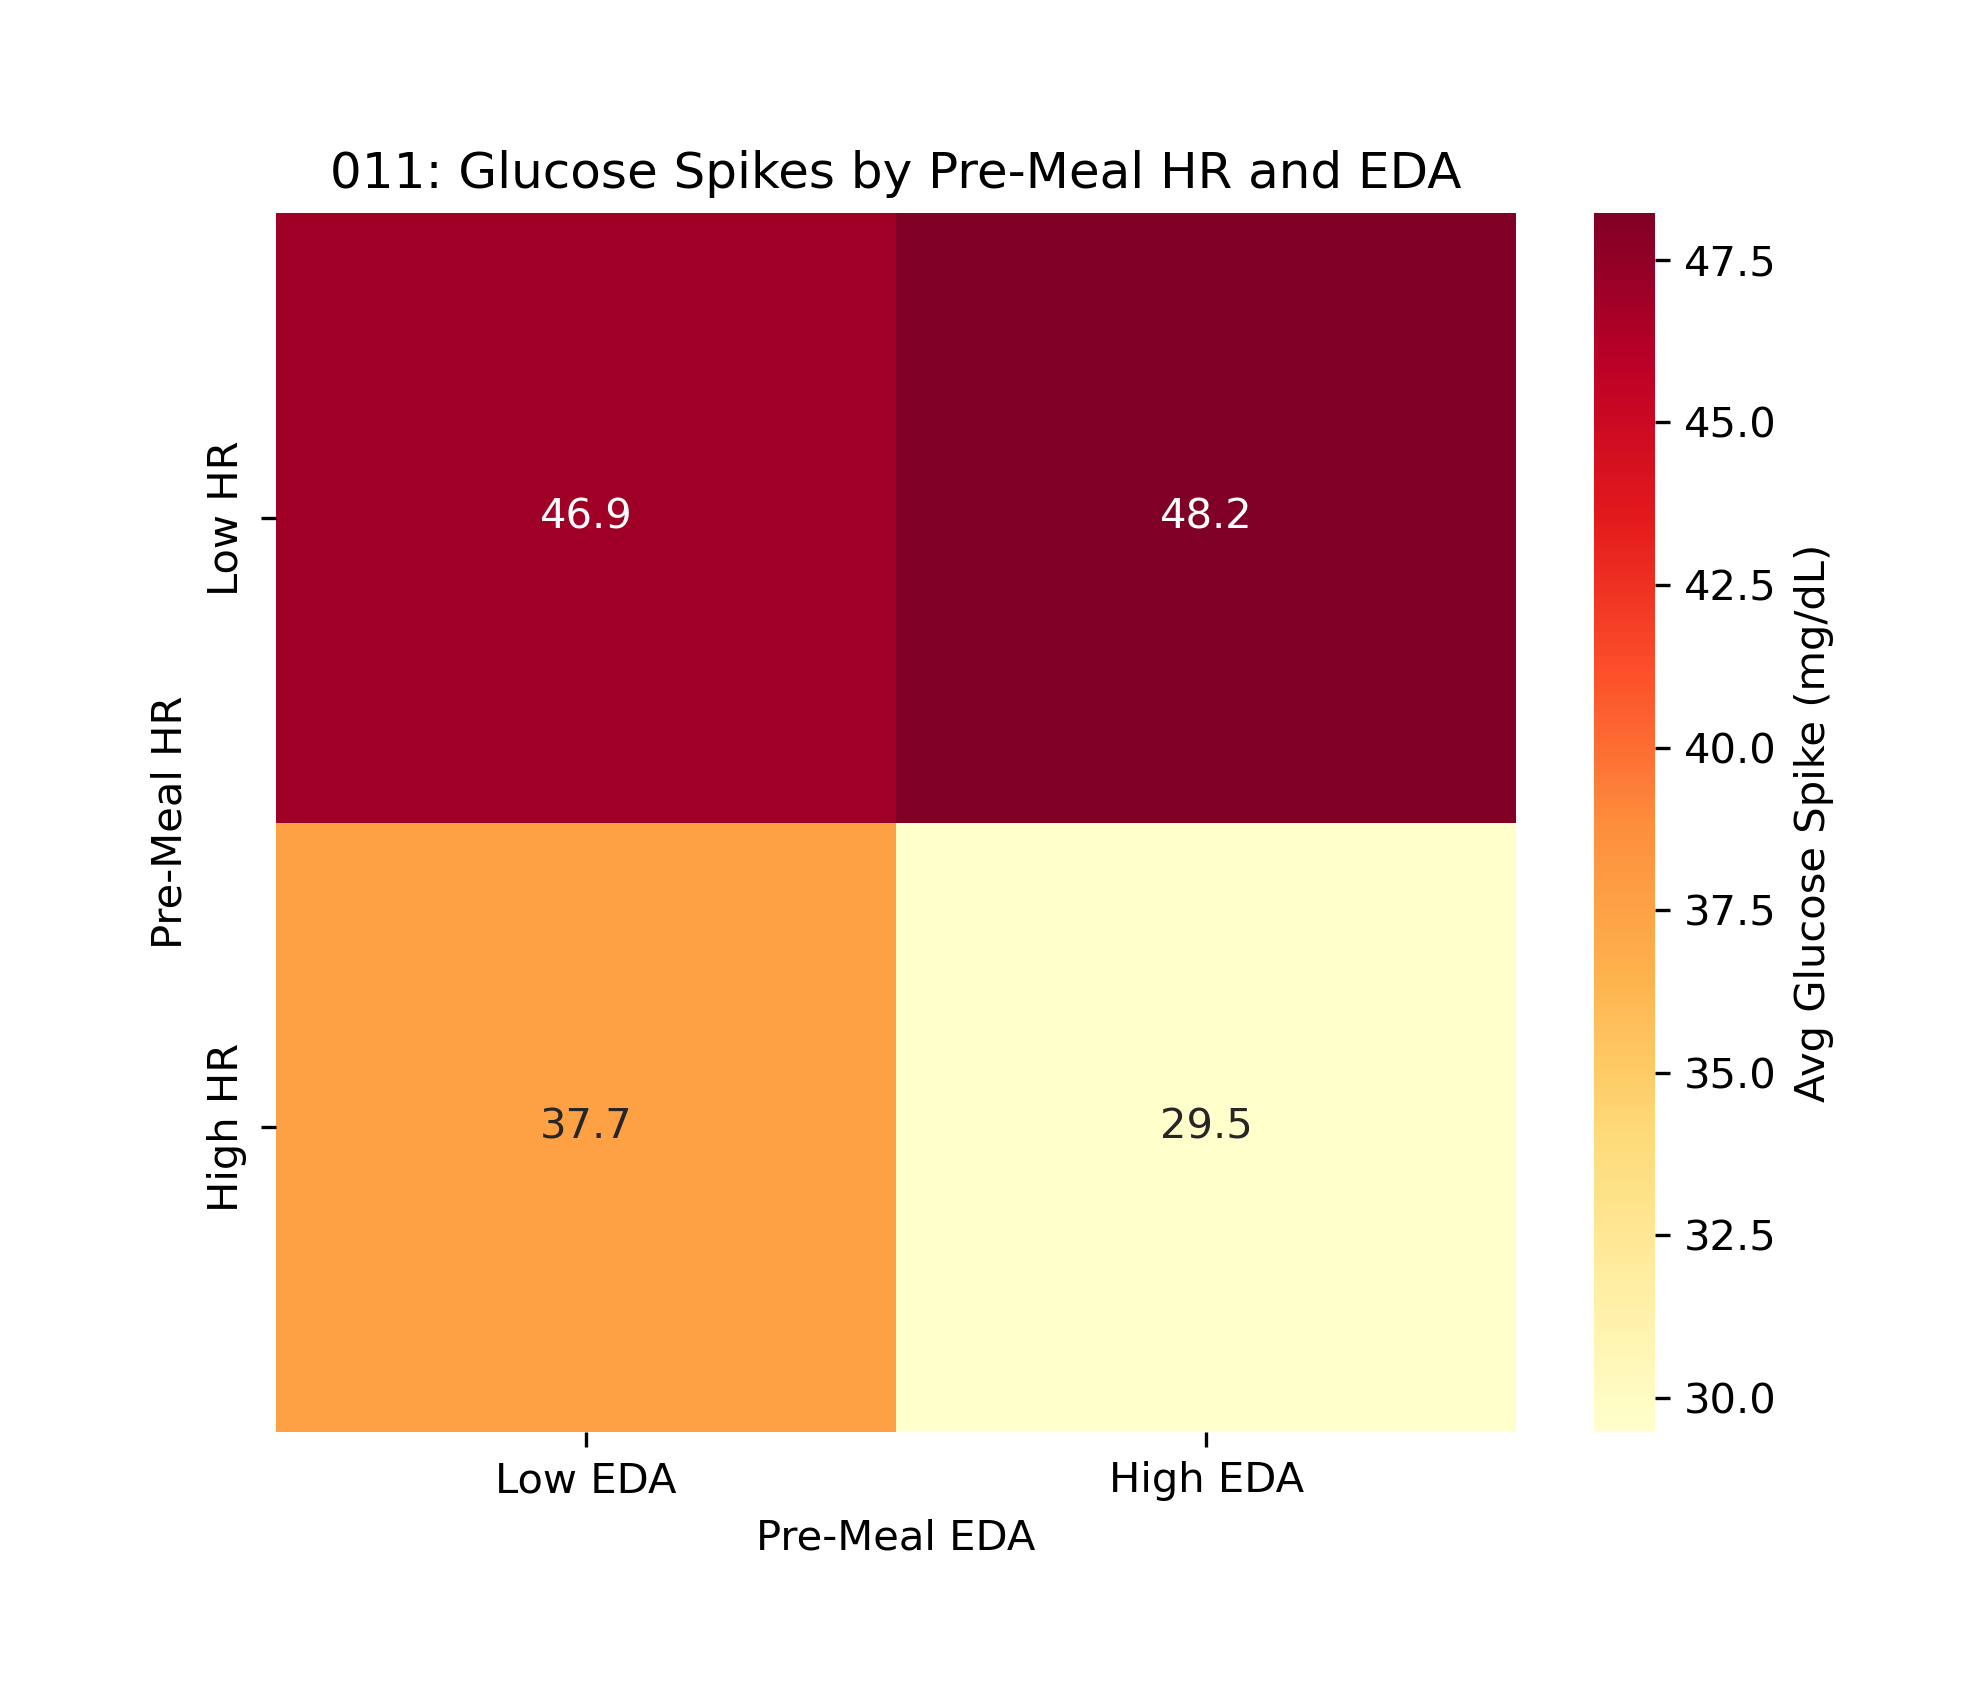 011: Glucose Spikes by Pre-Meal HR and EDA
Pre-Meal HR
Low HR
High HR
46.9
48.2
37.7
29.5
Low EDA
High EDA
Pre-Meal EDA
47.5
45.0
42.5
40.0
37.5
35.0
32.5
30.0
Avg Glucose Spike (mg/dL)